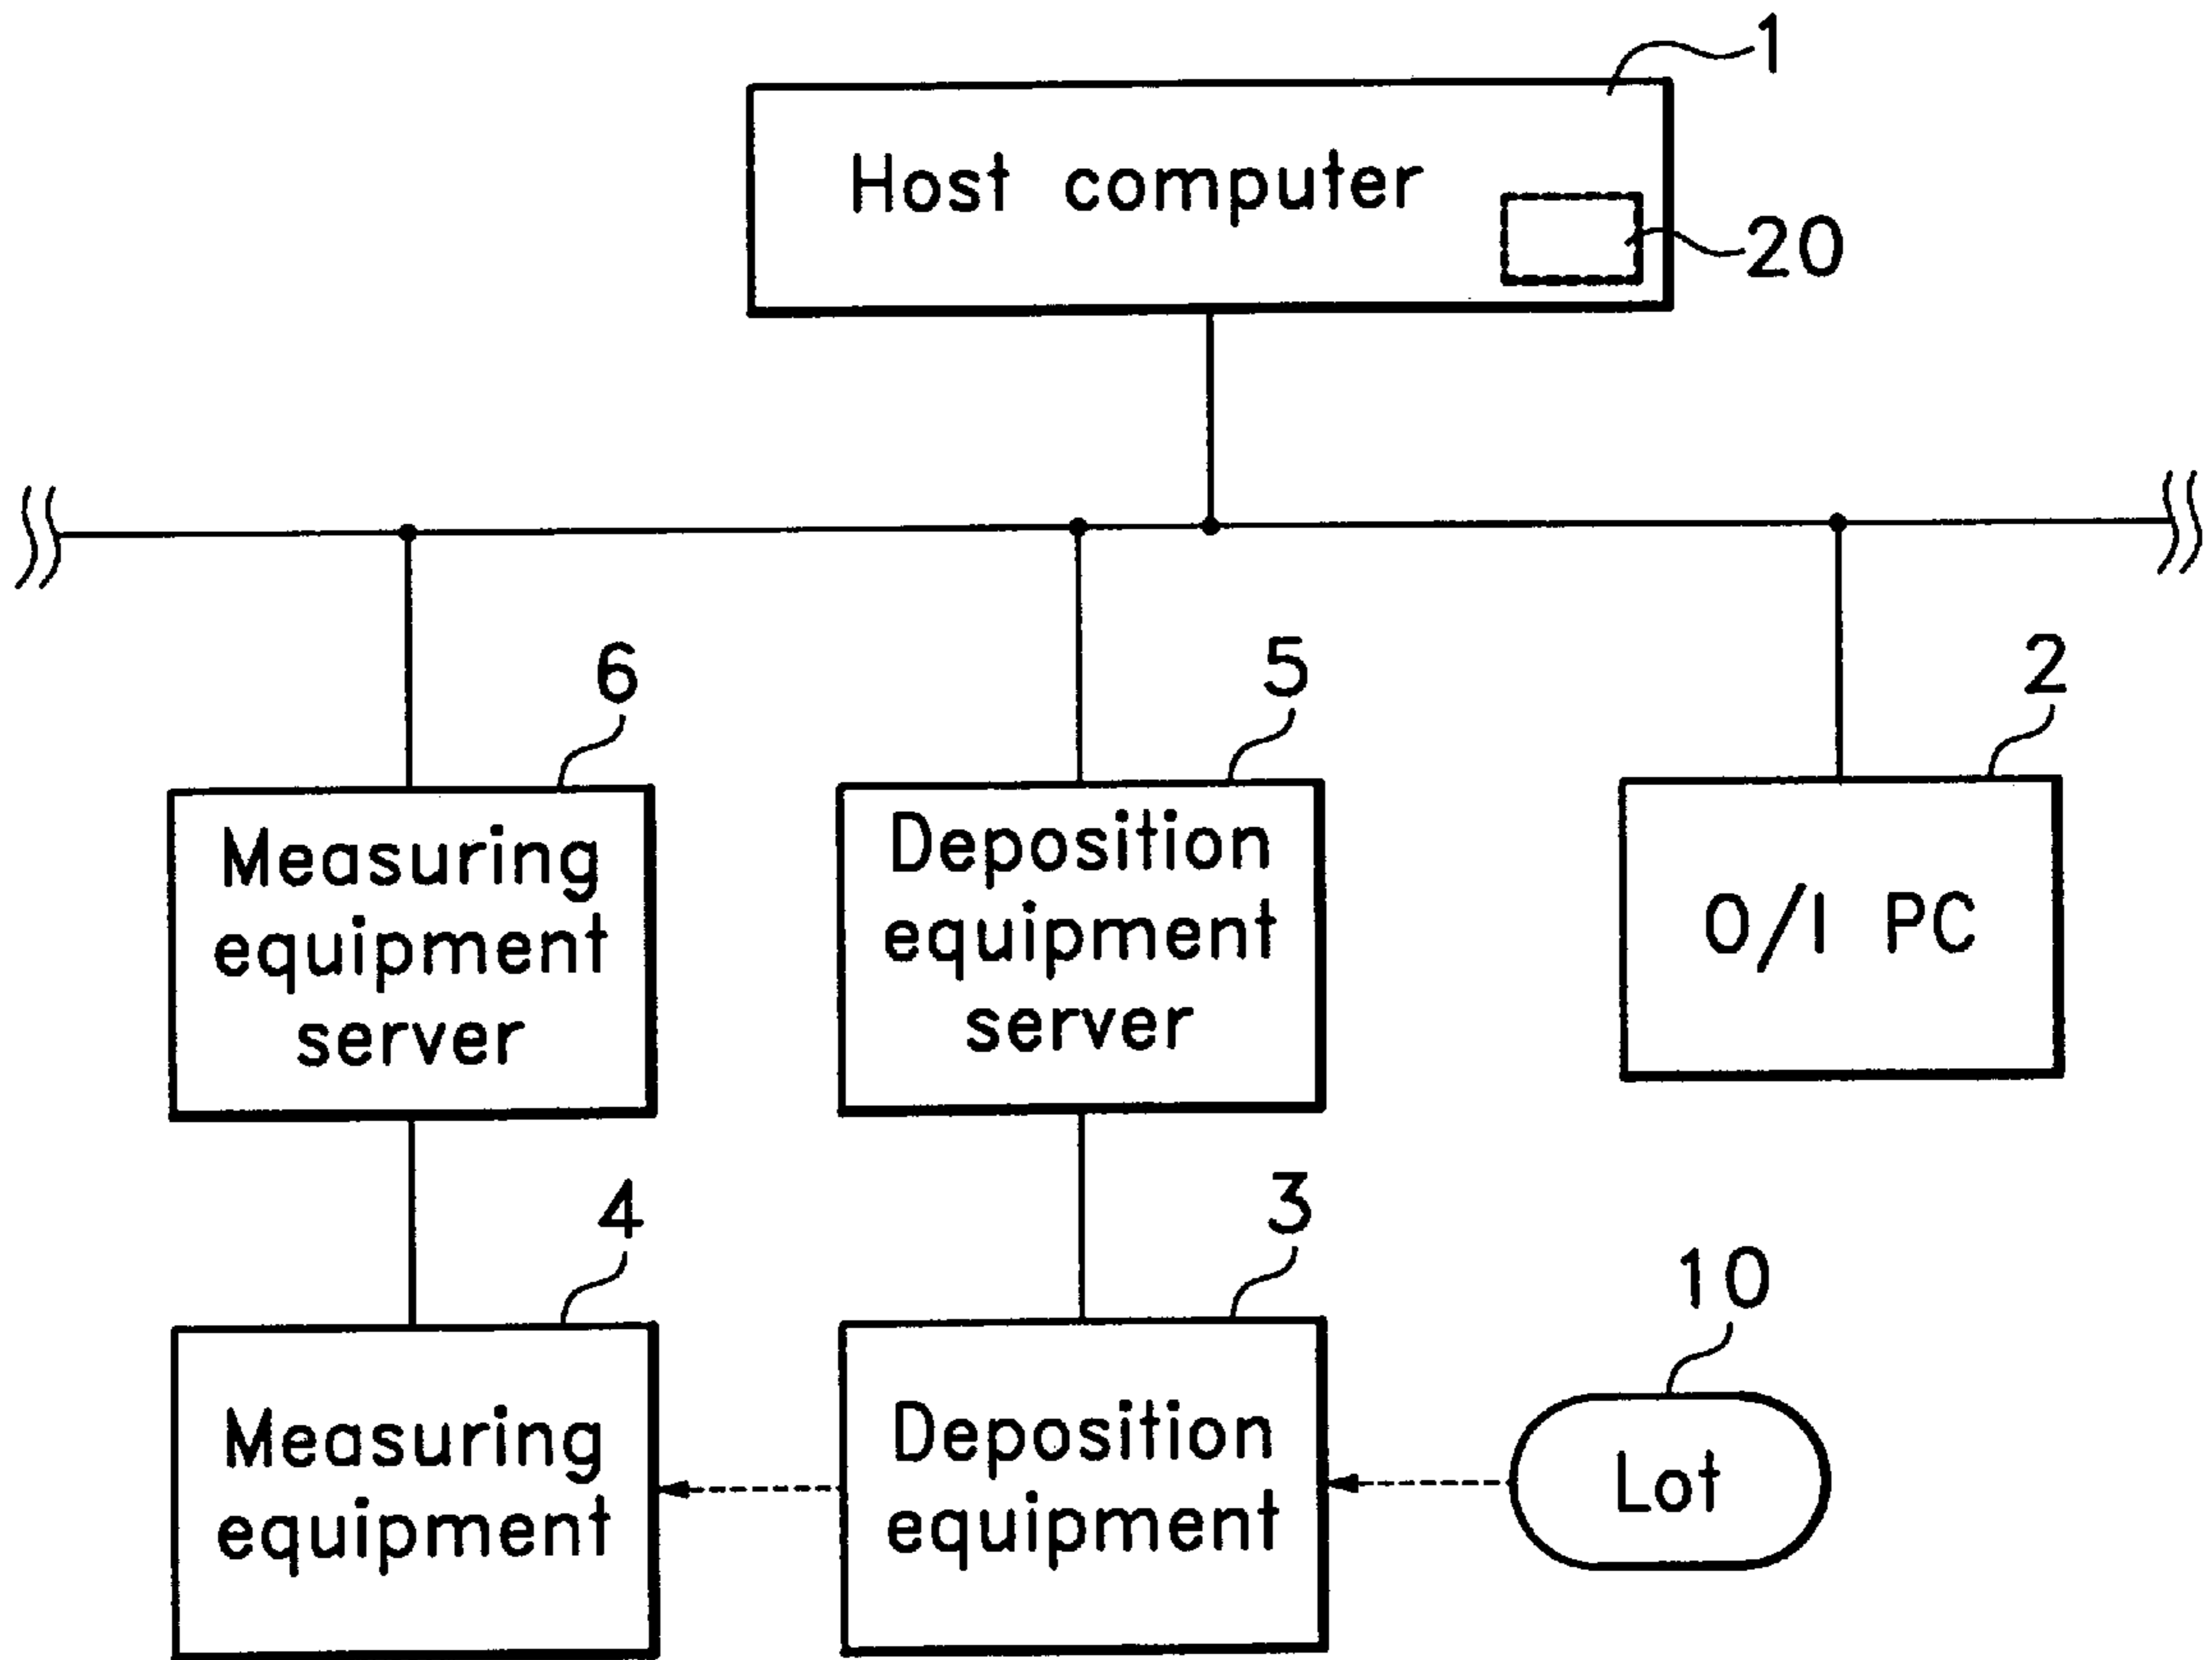 1
Host computer
20
6
5
2
Measuring
equipment
server
Deposition
equipment
server
O/I PC
4
3
10
Measuring
equipment
Deposition
equipment
Lot